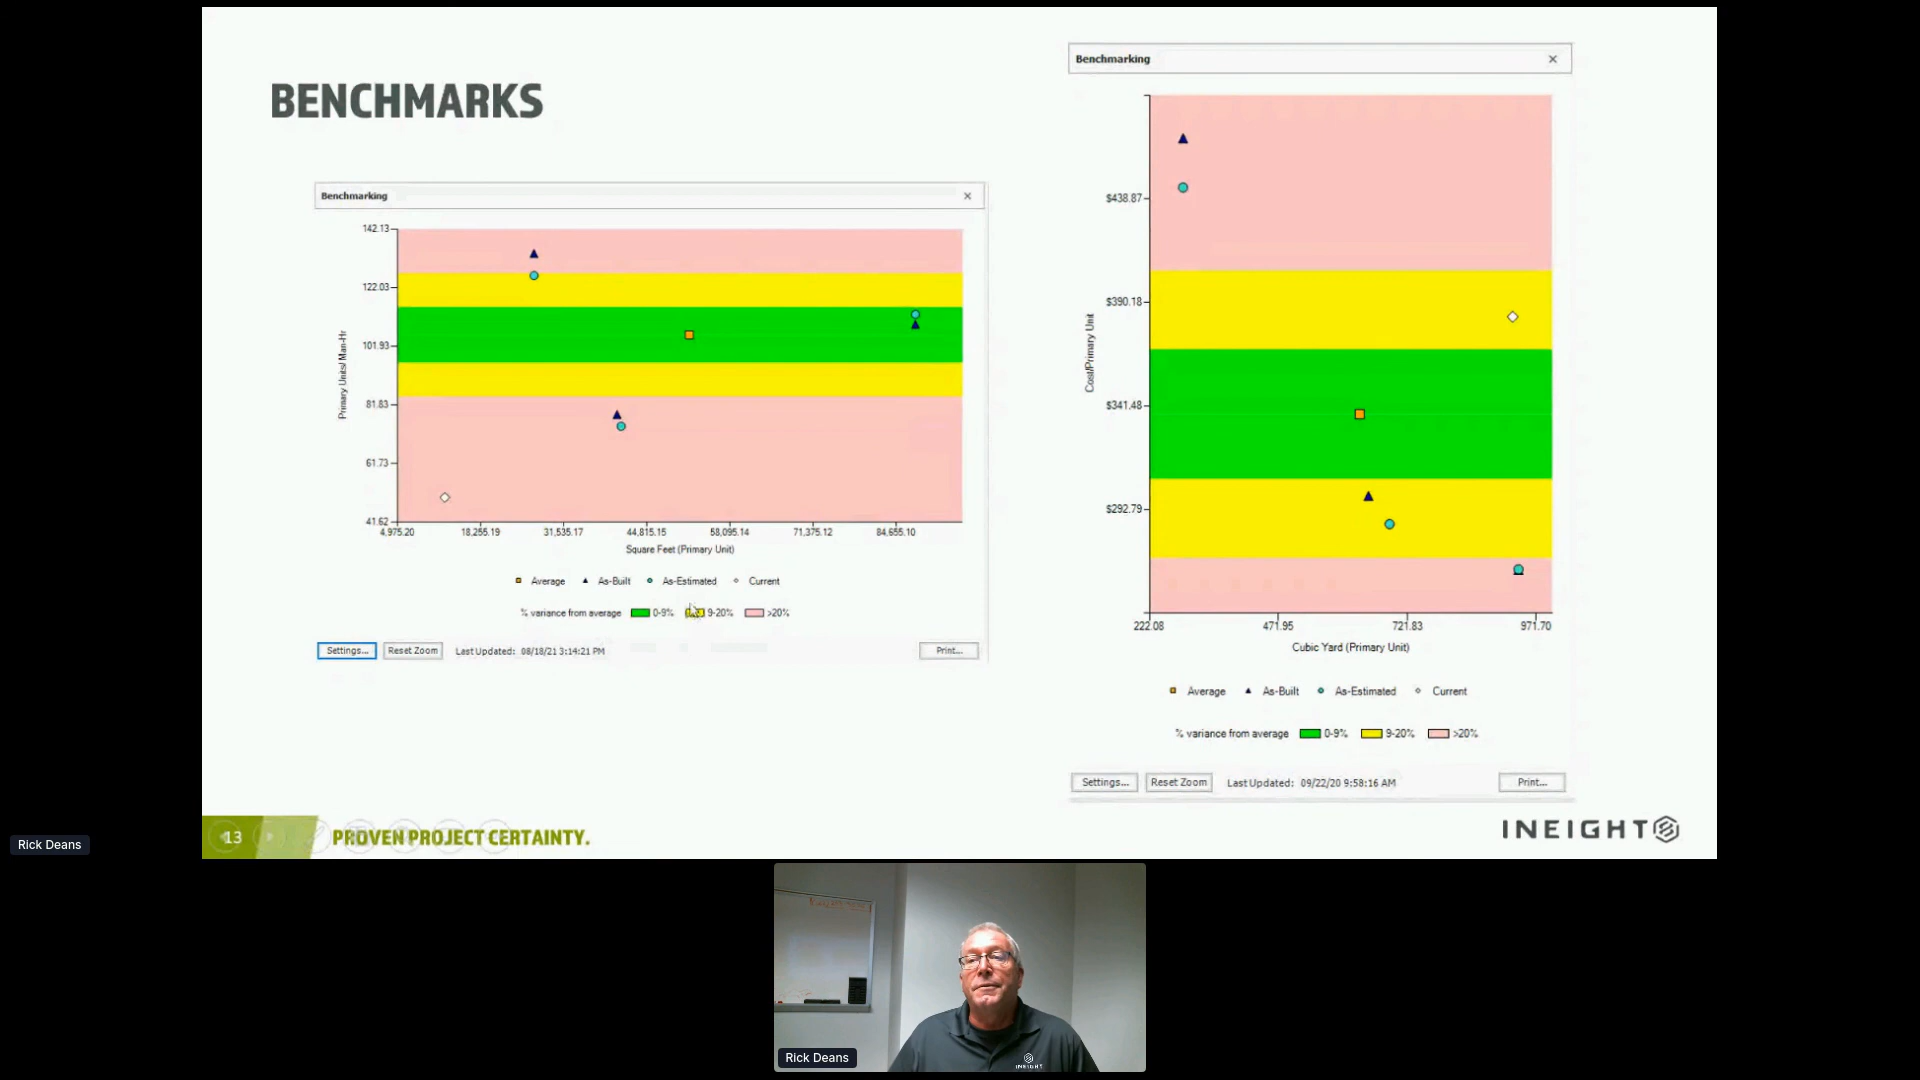 BENCHMARKS
Benchmarking
142.13
122.03
101.93
81.83
61.73
41.62
Primary Units/ Man-Hr
4,975.20 18,255.19 31,535.17 44,815.15 58,095.14 71,375.12 84,655.10
Square Feet (Primary Unit)
Average As-Built As-Estimated Current
% variance from average 0-9% 9-20% >20%
Settings... Reset Zoom Last Updated: 08/18/21 3:14:21 PM Print...
Benchmarking
$438.87
$390.18
$341.48
$292.79
Cost/Primary Unit
222.08 471.95 721.83 971.70
Cubic Yard (Primary Unit)
Average As-Built As-Estimated Current
% variance from average 0-9% 9-20% >20%
Settings... Reset Zoom Last Updated: 09/22/20 9:58:16 AM Print...
13 PROVEN PROJECT CERTAINTY.
INEIGHT
Rick Deans
INEIGHT
Rick Deans